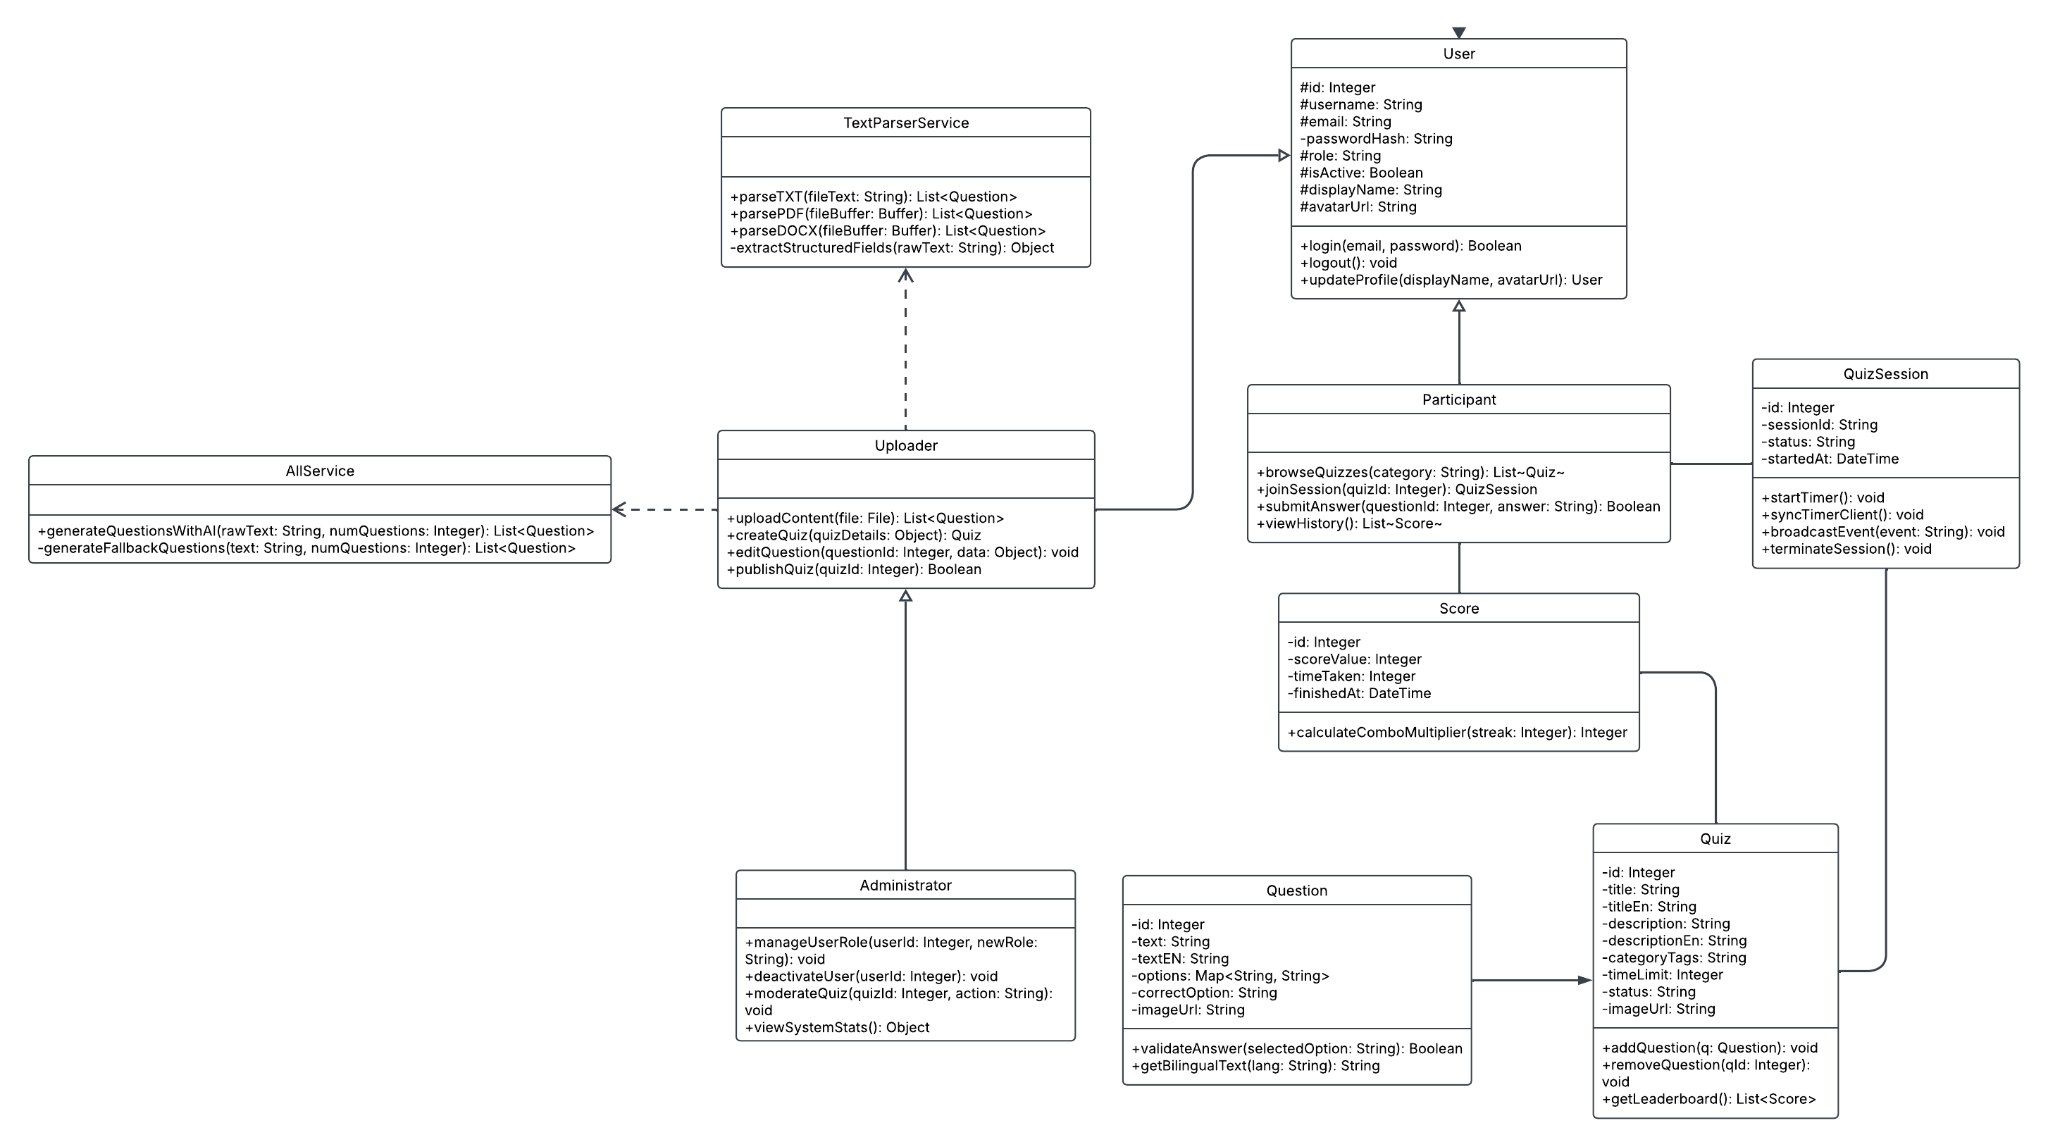 User
#id: Integer
#username: String
#email: String
-passwordHash: String
#role: String
#isActive: Boolean
#displayName: String
#avatarUrl: String
+login(email, password): Boolean
+logout(): void
+updateProfile(displayName, avatarUrl): User
TextParserService
+parseTXT(fileText: String): List<Question>
+parsePDF(fileBuffer: Buffer): List<Question>
+parseDOCX(fileBuffer: Buffer): List<Question>
-extractStructuredFields(rawText: String): Object
QuizSession
-id: Integer
-sessionId: String
-status: String
-startedAt: DateTime
+startTimer(): void
+syncTimerClient(): void
+broadcastEvent(event: String): void
+terminateSession(): void
Participant
+browseQuizzes(category: String): List~Quiz~
+joinSession(quizId: Integer): QuizSession
+submitAnswer(questionId: Integer, answer: String): Boolean
+viewHistory(): List~Score~
Uploader
+uploadContent(file: File): List<Question>
+createQuiz(quizDetails: Object): Quiz
+editQuestion(questionId: Integer, data: Object): void
+publishQuiz(quizId: Integer): Boolean
AIIService
+generateQuestionsWithAI(rawText: String, numQuestions: Integer): List<Question>
-generateFallbackQuestions(text: String, numQuestions: Integer): List<Question>
Score
-id: Integer
-scoreValue: Integer
-timeTaken: Integer
-finishedAt: DateTime
+calculateComboMultiplier(streak: Integer): Integer
Quiz
-id: Integer
-title: String
-titleEn: String
-description: String
-descriptionEn: String
-categoryTags: String
-timeLimit: Integer
-status: String
-imageUrl: String
+addQuestion(q: Question): void
+removeQuestion(qId: Integer):
void
+getLeaderboard(): List<Score>
Administrator
+manageUserRole(userId: Integer, newRole:
String): void
+deactivateUser(userId: Integer): void
+moderateQuiz(quizId: Integer, action: String):
void
+viewSystemStats(): Object
Question
-id: Integer
-text: String
-textEN: String
-options: Map<String, String>
-correctOption: String
-imageUrl: String
+validateAnswer(selectedOption: String): Boolean
+getBilingualText(lang: String): String